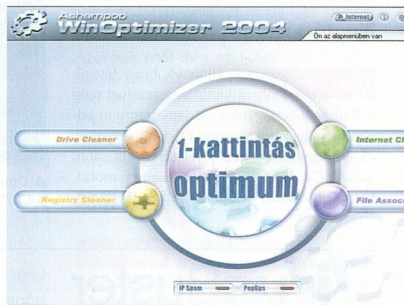 Ashampoo
WinOptimizer 2004
Internet
Ön az alapmenüben van
Drive Cleaner
1-kattintás
optimum
Internet Cl
Registry Cleaner
File Assoc
IP Spam
PopUps